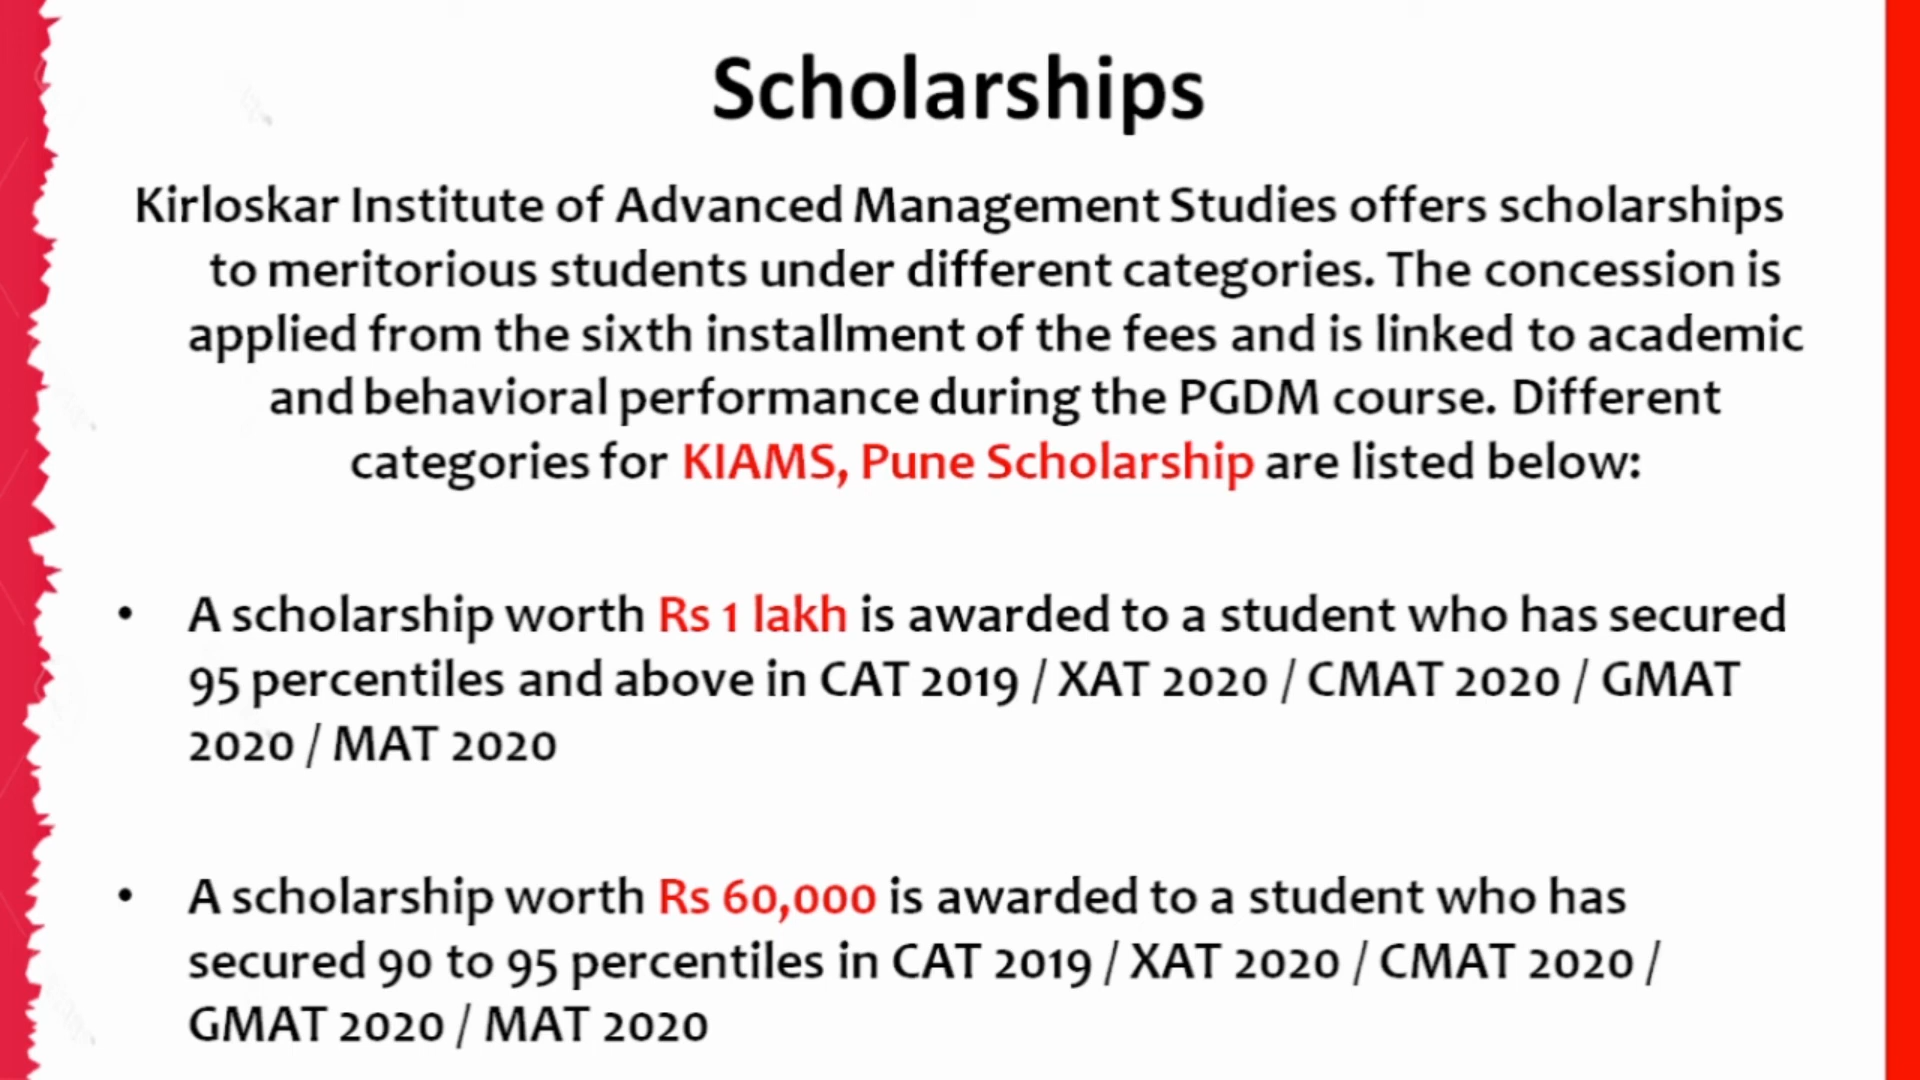 Scholarships
Kirloskar Institute of Advanced Management Studies offers scholarships
to meritorious students under different categories. The concession is
applied from the sixth installment of the fees and is linked to academic
and behavioral performance during the PGDM course. Different
categories for KIAMS, Pune Scholarship are listed below:
• A scholarship worth Rs 1 lakh is awarded to a student who has secured
95 percentiles and above in CAT 2019 / XAT 2020 / CMAT 2020 / GMAT
2020 / MAT 2020
• A scholarship worth Rs 60,000 is awarded to a student who has
secured 90 to 95 percentiles in CAT 2019 / XAT 2020 / CMAT 2020 /
GMAT 2020 / MAT 2020